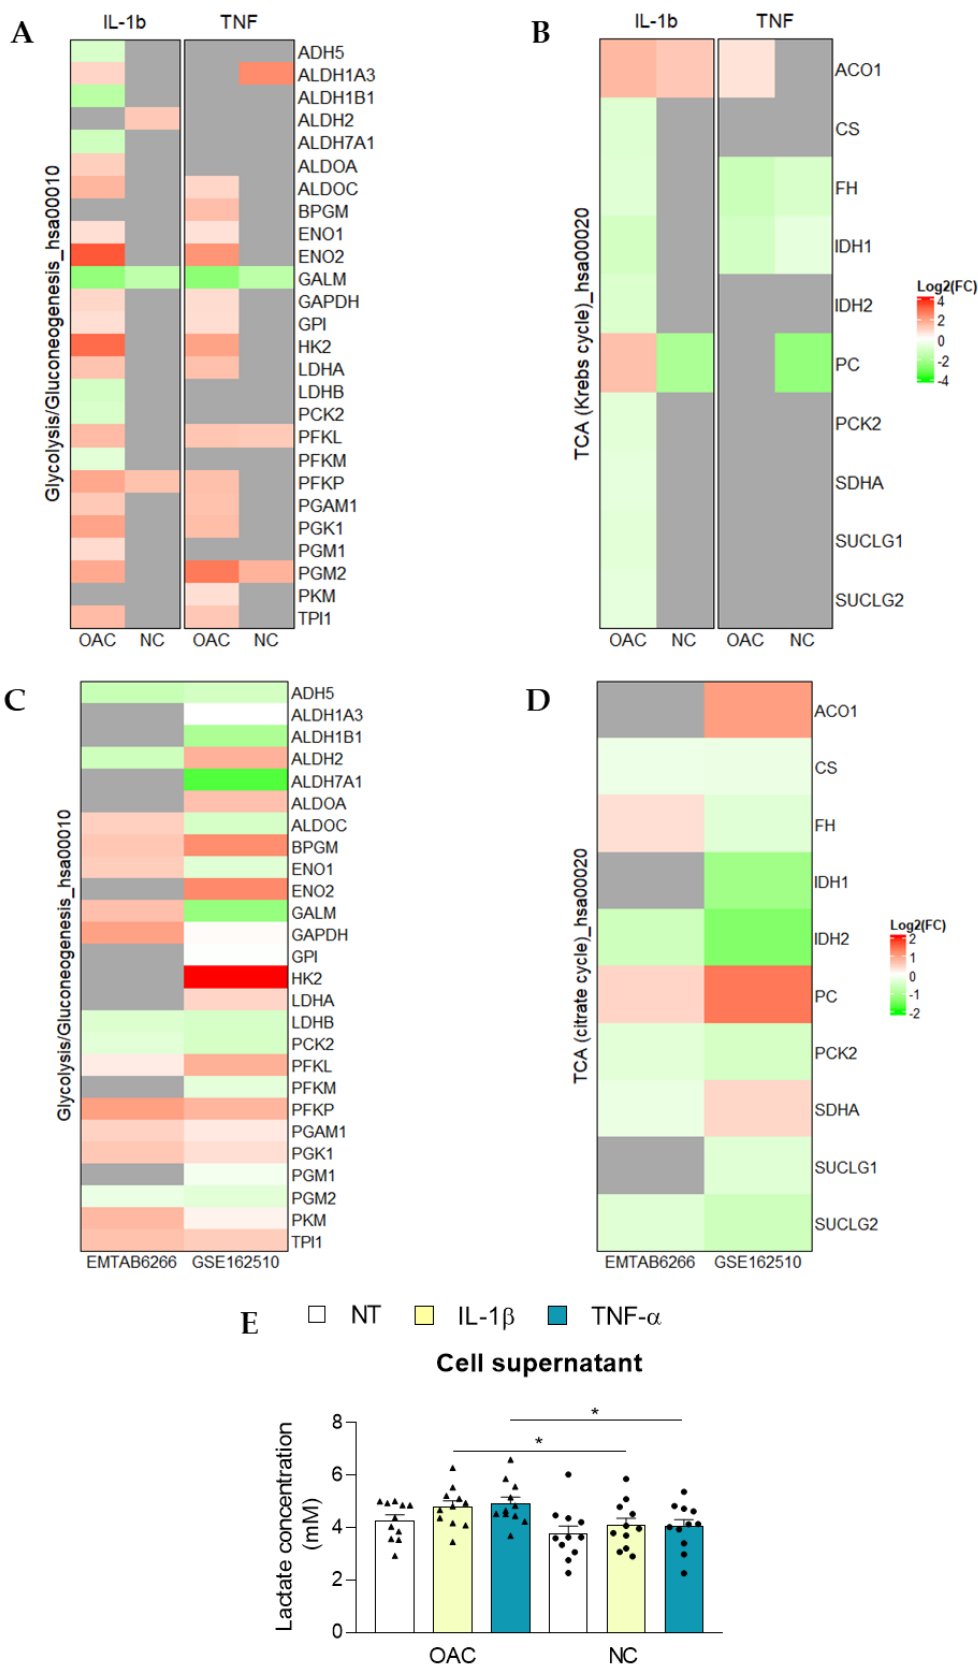 A
IL-1b
TNF
Glycolysis/Gluconeogenesis_hsa00010
ADH5
ALDH1A3
ALDH1B1
ALDH2
ALDH7A1
ALDOA
ALDOC
BPGM
ENO1
ENO2
GALM
GAPDH
GPI
HK2
LDHA
LDHB
PCK2
PFKL
PFKM
PFKP
PGAM1
PGK1
PGM1
PGM2
PKM
TPI1
OAC NC OAC NC
B
IL-1b
TNF
TCA (Krebs cycle)_hsa00020
ACO1
CS
FH
IDH1
IDH2
PC
PCK2
SDHA
SUCLG1
SUCLG2
OAC NC OAC NC
Log2(FC)
4
2
0
-2
-4
C
Glycolysis/Gluconeogenesis_hsa00010
ADH5
ALDH1A3
ALDH1B1
ALDH2
ALDH7A1
ALDOA
ALDOC
BPGM
ENO1
ENO2
GALM
GAPDH
GPI
HK2
LDHA
LDHB
PCK2
PFKL
PFKM
PFKP
PGAM1
PGK1
PGM1
PGM2
PKM
TPI1
EMTAB6266 GSE162510
D
TCA (citrate cycle)_hsa00020
ACO1
CS
FH
IDH1
IDH2
PC
PCK2
SDHA
SUCLG1
SUCLG2
EMTAB6266 GSE162510
Log2(FC)
2
1
0
-1
-2
E
NT IL-1β TNF-α
Cell supernatant
Lactate concentration
(mM)
8
6
4
2
0
*
*
OAC NC